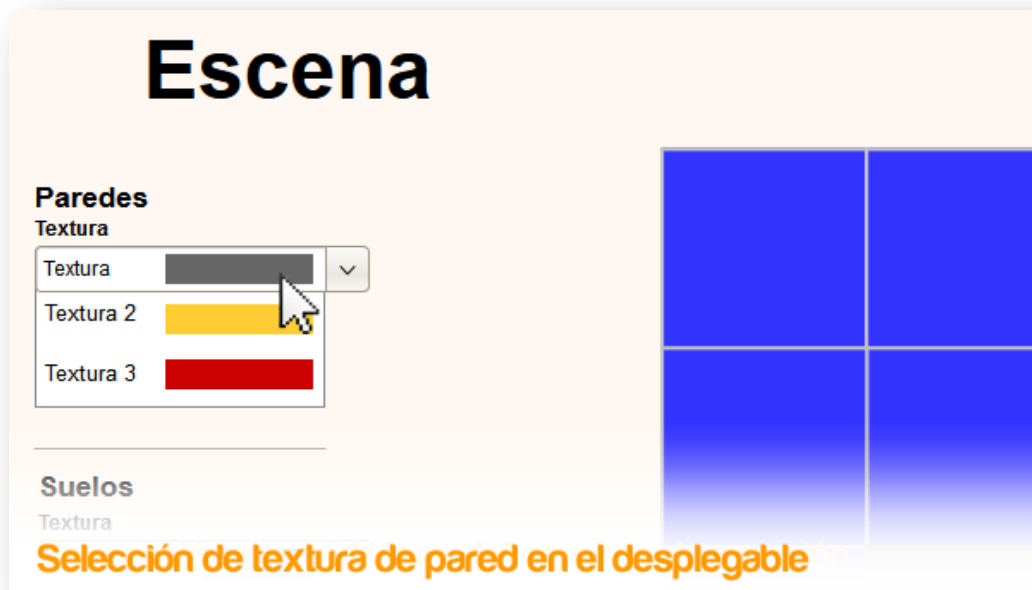 Escena
Paredes
Textura
Textura
Textura 2
Textura 3
Suelos
Textura
Selección de textura de pared en el desplegable